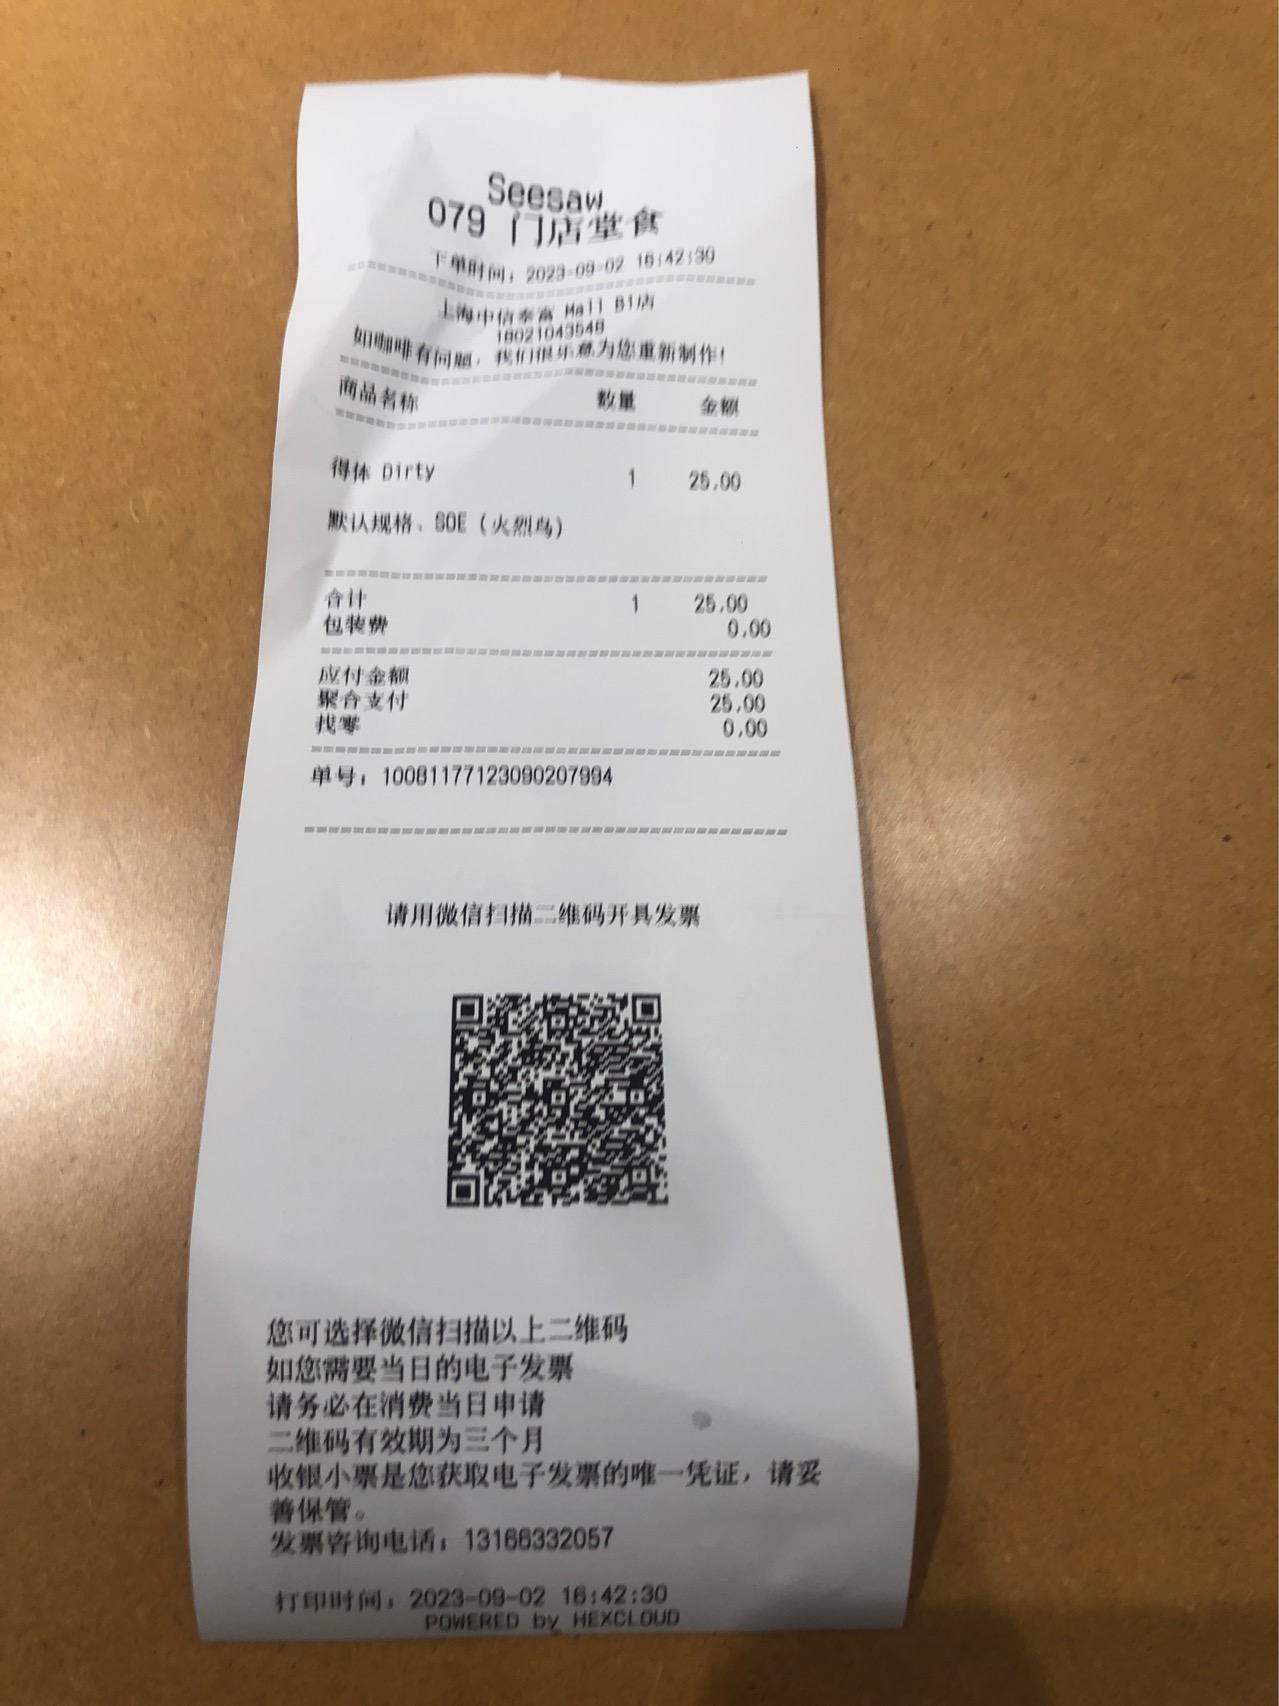 Seesaw
079 门店堂食
下单时间：2023-09-02 16:42:30
上海中信泰富 Mall B1店
18021043548
如咖啡有问题，我们很乐意为您重新制作！
商品名称 数量 金额
得体 Dirty 1 25.00
默认规格、SOE（火烈鸟）
合计 1 25.00
包装费 0.00
应付金额 25.00
聚合支付 25.00
找零 0.00
单号：10081177123090207994
请用微信扫描二维码开具发票
您可选择微信扫描以上二维码
如您需要当日的电子发票
请务必在消费当日申请
二维码有效期为三个月
收银小票是您获取电子发票的唯一凭证，请妥
善保管。
发票咨询电话：13166332057
打印时间：2023-09-02 16:42:30
POWERED by HEXCLOUD